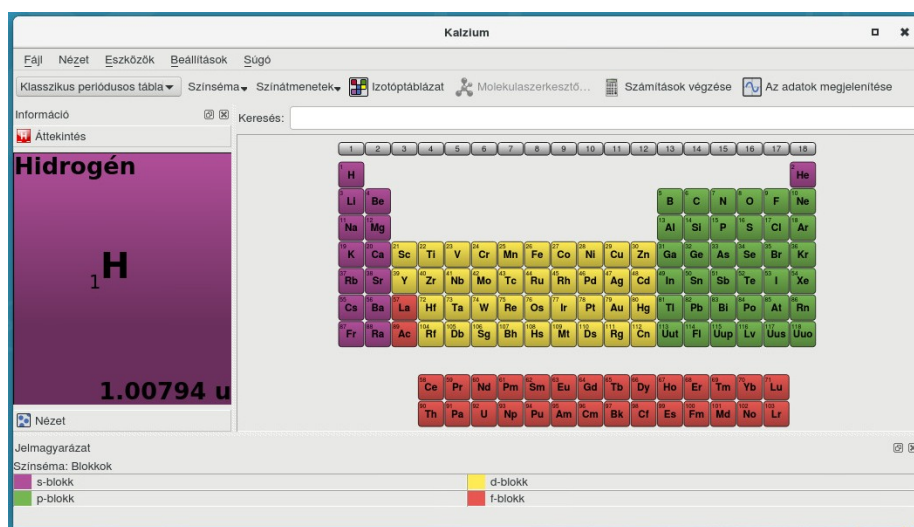 Kalzium
Fájl Nézet Eszközök Beállítások Súgó
Klasszikus periódusos tábla Színséma Színátmenetek Izotóptáblázat Molekulaszerkesztő... Számítások végzése Az adatok megjelenítése
Információ
Keresés:
Áttekintés
Hidrogén
1H
1.00794 u
Nézet
1 2 3 4 5 6 7 8 9 10 11 12 13 14 15 16 17 18
H He
Li Be B C N O F Ne
Na Mg Al Si P S Cl Ar
K Ca Sc Ti V Cr Mn Fe Co Ni Cu Zn Ga Ge As Se Br Kr
Rb Sr Y Zr Nb Mo Tc Ru Rh Pd Ag Cd In Sn Sb Te I Xe
Cs Ba La Hf Ta W Re Os Ir Pt Au Hg Tl Pb Bi Po At Rn
Fr Ra Ac Rf Db Sg Bh Hs Mt Ds Rg Cn Uut Fl Uup Lv Uus Uuo
Ce Pr Nd Pm Sm Eu Gd Tb Dy Ho Er Tm Yb Lu
Th Pa U Np Pu Am Cm Bk Cf Es Fm Md No Lr
Jelmagyarázat
Színséma: Blokkok
s-blokk d-blokk
p-blokk f-blokk